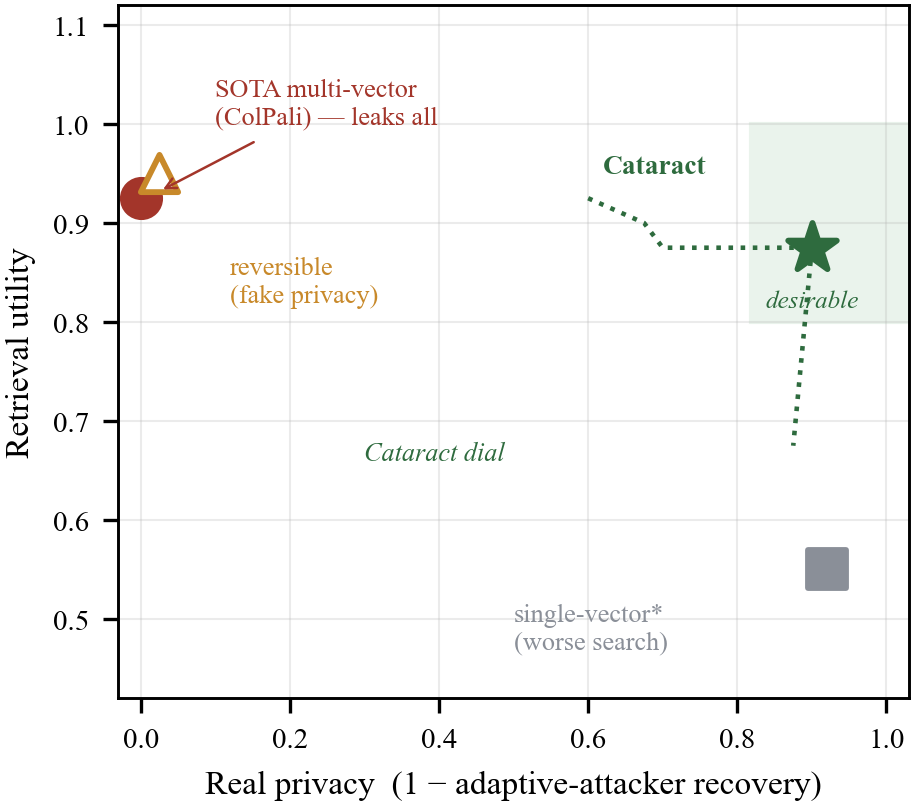 1.1
1.0
0.9
0.8
0.7
0.6
0.5
Retrieval utility
SOTA multi-vector
(ColPali) — leaks all
Cataract
reversible
(fake privacy)
desirable
Cataract dial
single-vector*
(worse search)
0.0 0.2 0.4 0.6 0.8 1.0
Real privacy (1 − adaptive-attacker recovery)